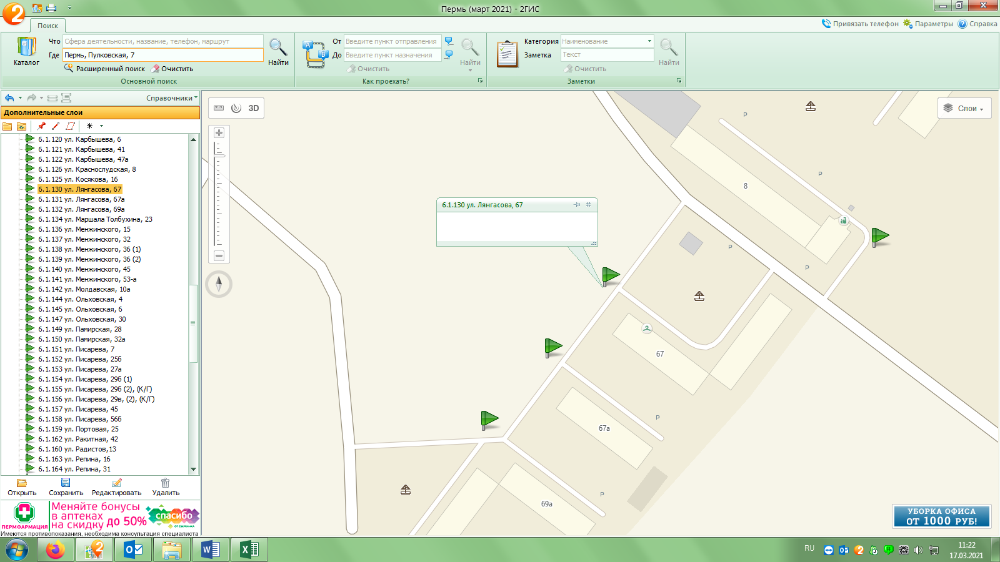 Пермь (март 2021) - 2ГИС
Поиск
Привязать телефон
Параметры
Справка
Каталог
Что
Сфера деятельности, название, телефон, маршрут
Где
Пермь, Пулковская, 7
Расширенный поиск
Очистить
Найти
Основной поиск
От
Введите пункт отправления
До
Введите пункт назначения
Очистить
Найти
Как проехать?
Категория
Наименование
Заметка
Текст
Очистить
Найти
Заметки
Справочники
Дополнительные слои
6.1.120 ул. Карбышева, 6
6.1.121 ул. Карбышева, 41
6.1.122 ул. Карбышева, 47а
6.1.126 ул. Краснослудская, 8
6.1.125 ул. Косякова, 16
6.1.130 ул. Лянгасова, 67
6.1.131 ул. Лянгасова, 67а
6.1.132 ул. Лянгасова, 69а
6.1.134 ул. Маршала Толбухина, 23
6.1.136 ул. Менжинского, 15
6.1.137 ул. Менжинского, 32
6.1.138 ул. Менжинского, 36 (1)
6.1.139 ул. Менжинского, 36 (2)
6.1.140 ул. Менжинского, 45
6.1.141 ул. Менжинского, 53-а
6.1.142 ул. Молдавская, 10а
6.1.144 ул. Ольховская, 4
6.1.145 ул. Ольховская, 6
6.1.147 ул. Ольховская, 30
6.1.149 ул. Памирская, 28
6.1.150 ул. Памирская, 32а
6.1.151 ул. Писарева, 7
6.1.152 ул. Писарева, 25б
6.1.153 ул. Писарева, 27а
6.1.154 ул. Писарева, 29б (1)
6.1.155 ул. Писарева, 29б (2), (К/Г)
6.1.156 ул. Писарева, 29в, (2), (К/Г)
6.1.157 ул. Писарева, 45
6.1.158 ул. Писарева, 56б
6.1.159 ул. Портовая, 25
6.1.162 ул. Ракитная, 42
6.1.160 ул. Радистов,13
6.1.163 ул. Репина, 16
6.1.164 ул. Репина, 31
Открыть
Сохранить
Редактировать
Удалить
ПЕРМФАРМАЦИЯ
Меняйте бонусы
в аптеках
на скидку до 50%
спасибо
ОТ СБЕРБАНКА
Имеются противопоказания, необходима консультация специалиста
3D
Слои
6.1.130 ул. Лянгасова, 67
P
P
8
P
P
67
P
67а
P
69а
УБОРКА ОФИСА
ОТ 1000 РУБ!
RU
11:22
17.03.2021